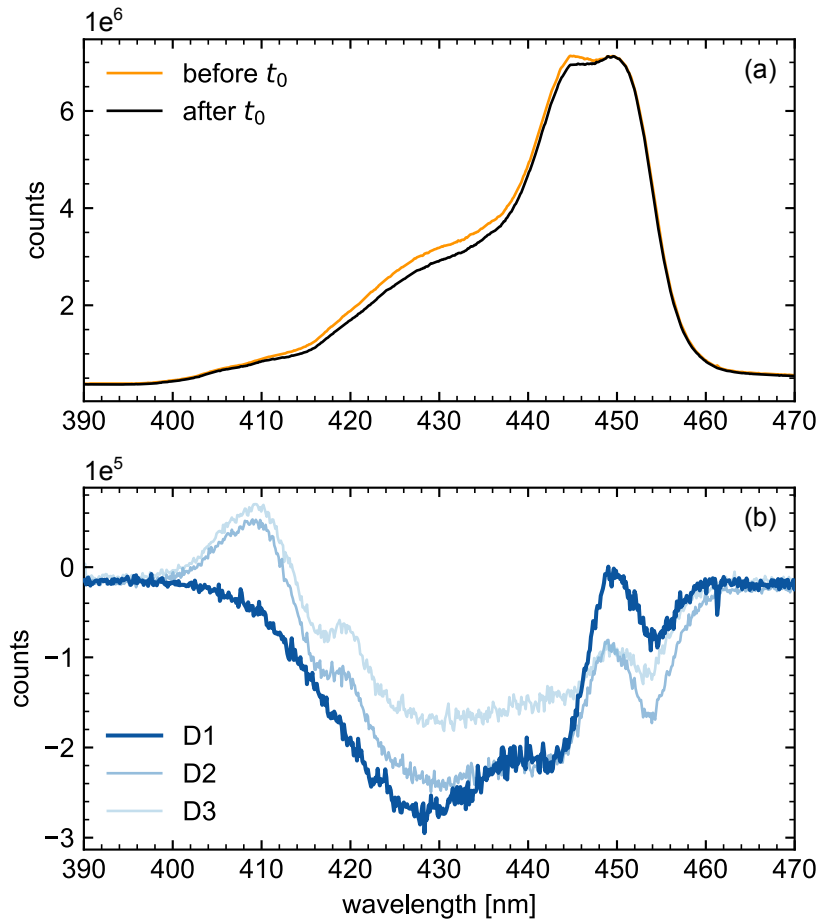 1e6
(a)
before t₀
after t₀
6
4
2
counts
390 400 410 420 430 440 450 460 470
1e⁵
(b)
0
−1
−2
−3
counts
D1
D2
D3
390 400 410 420 430 440 450 460 470
wavelength [nm]